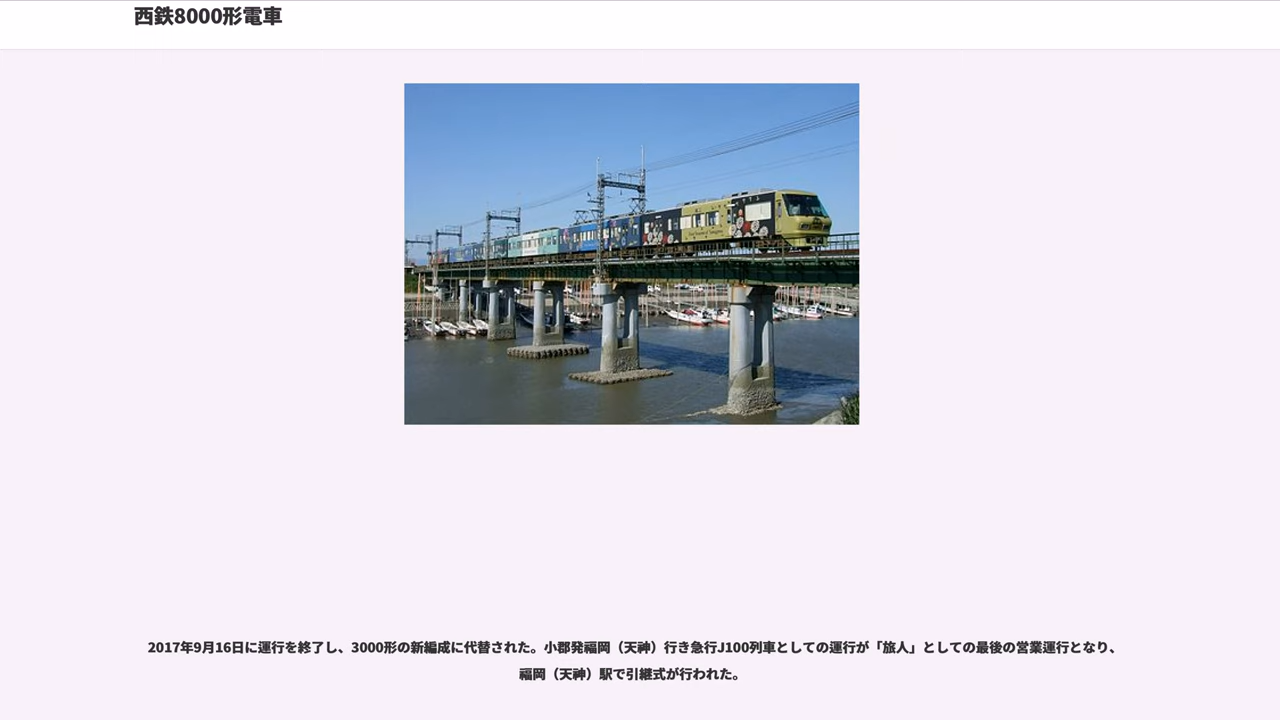 西鉄8000形電車
2017年9月16日に運行を終了し、3000形の新編成に代替された。小郡発福岡（天神）行き急行J100列車としての運行が「旅人」としての最後の営業運行となり、
福岡（天神）駅で引継式が行われた。